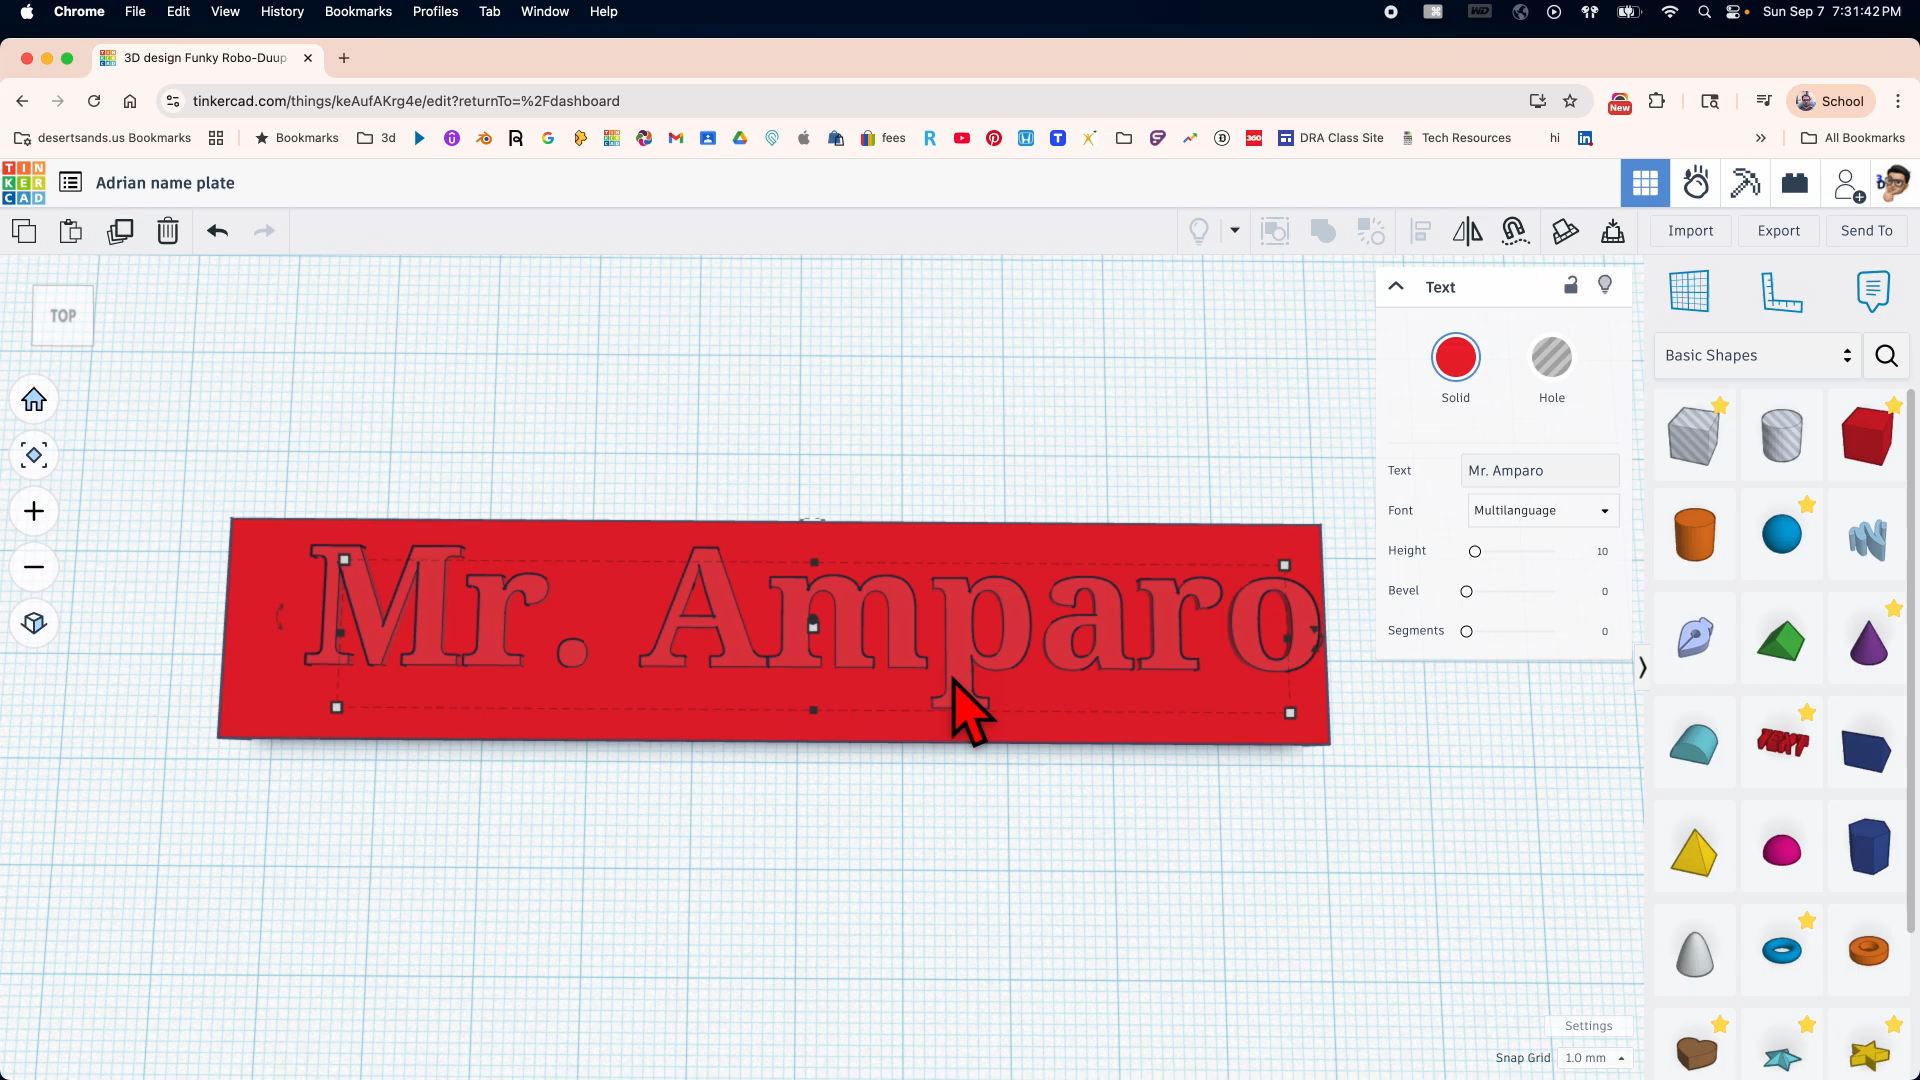 Chrome File Edit View History Bookmarks Profiles Tab Window Help WD Sun Sep 7 7:31:42 PM
3D design Funky Robo-Duup
tinkercad.com/things/keAufAKrg4e/edit?returnTo=%2Fdashboard New School
desertsands.us Bookmarks Bookmarks 3d fees DRA Class Site Tech Resources hi All Bookmarks
TINKERCAD Adrian name plate
Import Export Send To
TOP
Text
Basic Shapes
Solid Hole
Text Mr. Amparo
Font Multilanguage
Height 10
Bevel 0
Segments 0
Mr. Amparo
TEXT
Settings
Snap Grid 1.0 mm